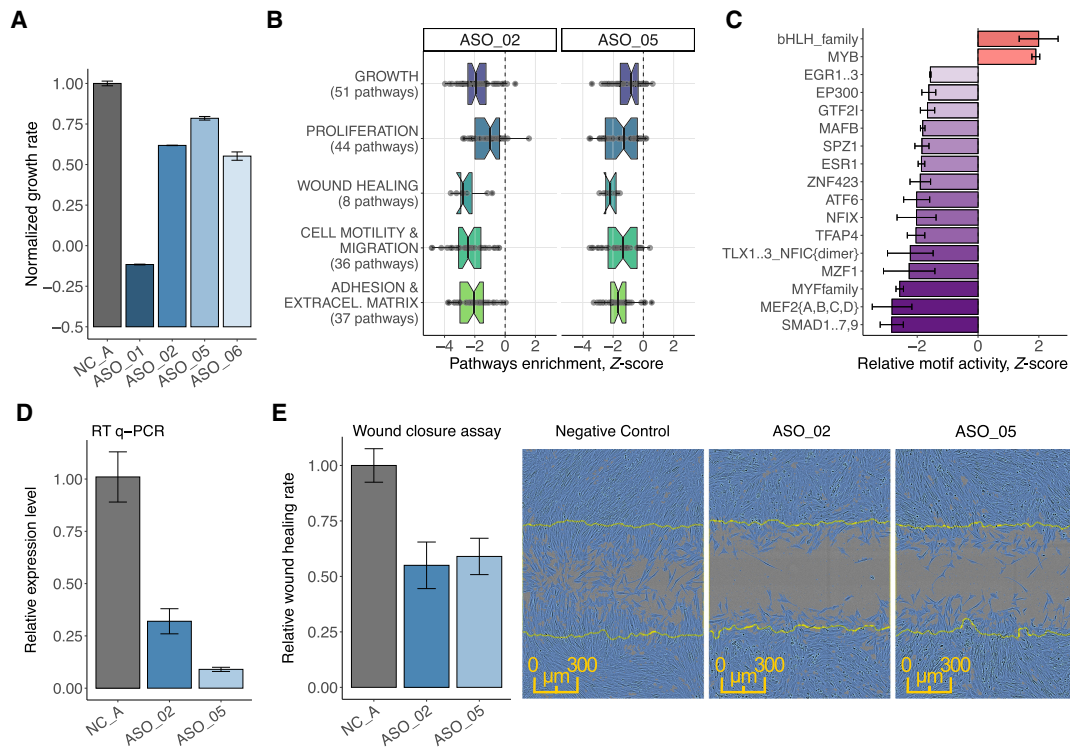 A
Normalized growth rate
1.00
0.75
0.50
0.25
0.00
−0.25
−0.5
NC_A
ASO_01
ASO_02
ASO_05
ASO_06
B
ASO_02
ASO_05
GROWTH
(51 pathways)
PROLIFERATION
(44 pathways)
WOUND HEALING
(8 pathways)
CELL MOTILITY &
MIGRATION
(36 pathways)
ADHESION &
EXTRACEL. MATRIX
(37 pathways)
−4 −2 0 2
−4 −2 0 2
Pathways enrichment, Z-score
C
bHLH_family
MYB
EGR1..3
EP300
GTF2I
MAFB
SPZ1
ESR1
ZNF423
ATF6
NFIX
TFAP4
TLX1..3_NFIC{dimer}
MZF1
MYFfamily
MEF2{A,B,C,D}
SMAD1..7,9
−2 0 2
Relative motif activity, Z-score
D
RT q−PCR
Relative expression level
1.00
0.75
0.50
0.25
0.00
NC_A
ASO_02
ASO_05
E
Wound closure assay
Relative wound healing rate
1.00
0.75
0.50
0.25
0.00
NC_A
ASO_02
ASO_05
Negative Control
0 300
μm
ASO_02
0 300
μm
ASO_05
0 300
μm